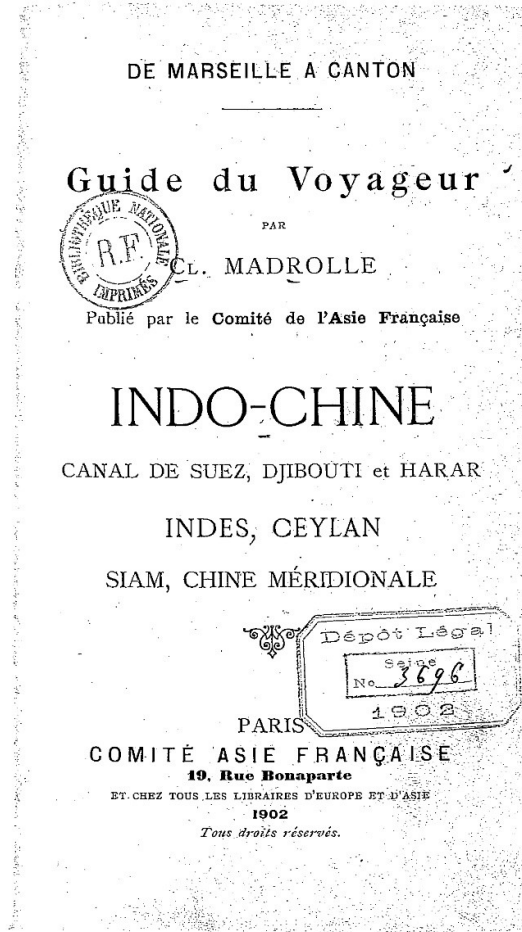 DE MARSEILLE A CANTON
Guide du Voyageur
PAR
CL. MADROLLE
BIBLIOTHÈQUE NATIONALE
R.F.
IMPRIMÉS
Publié par le Comité de l'Asie Française
INDO-CHINE
CANAL DE SUEZ, DJIBOUTI et HARAR
INDES, CEYLAN
SIAM, CHINE MÉRIDIONALE
Dépôt Légal
Seine
No 3696
1902
PARIS
COMITÉ ASIE FRANÇAISE
19, Rue Bonaparte
ET CHEZ TOUS LES LIBRAIRES D'EUROPE ET D'ASIE
1902
Tous droits réservés.